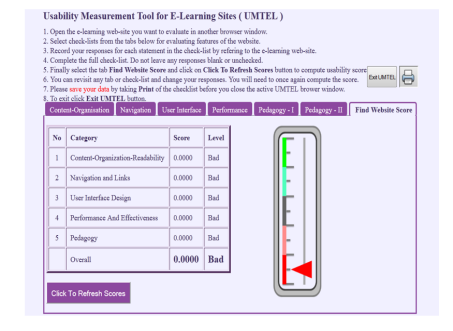 Usability Measurement Tool for E-Learning Sites ( UMTEL )
1. Open the e-learning web-site you want to evaluate in another browser window.
2. Select check-lists from the tabs below for evaluating features of the website.
3. Record your responses for each statement in the check-list by refering to the e-learning web-site.
4. Complete the full check-list. Do not leave any responses blank or unchecked.
5. Finally select the tab Find Website Score and click on Click To Refresh Scores button to compute usability score
6. You can revisit any tab or check-list and change your responses. You will need to once again compute the score.
Exit UMTEL
7. Please save your data by taking Print of the checklist before you close the active UMTEL brower window.
8. To exit click Exit UMTEL button.
Content-Organisation Navigation User Interface Performance Pedagogy - I Pedagogy - II Find Website Score
No Category Score Level
1 Content-Organization-Readability 0.0000 Bad
2 Navigation and Links 0.0000 Bad
3 User Interface Design 0.0000 Bad
4 Performance And Effectiveness 0.0000 Bad
5 Pedagogy 0.0000 Bad
Overall 0.0000 Bad
Click To Refresh Scores